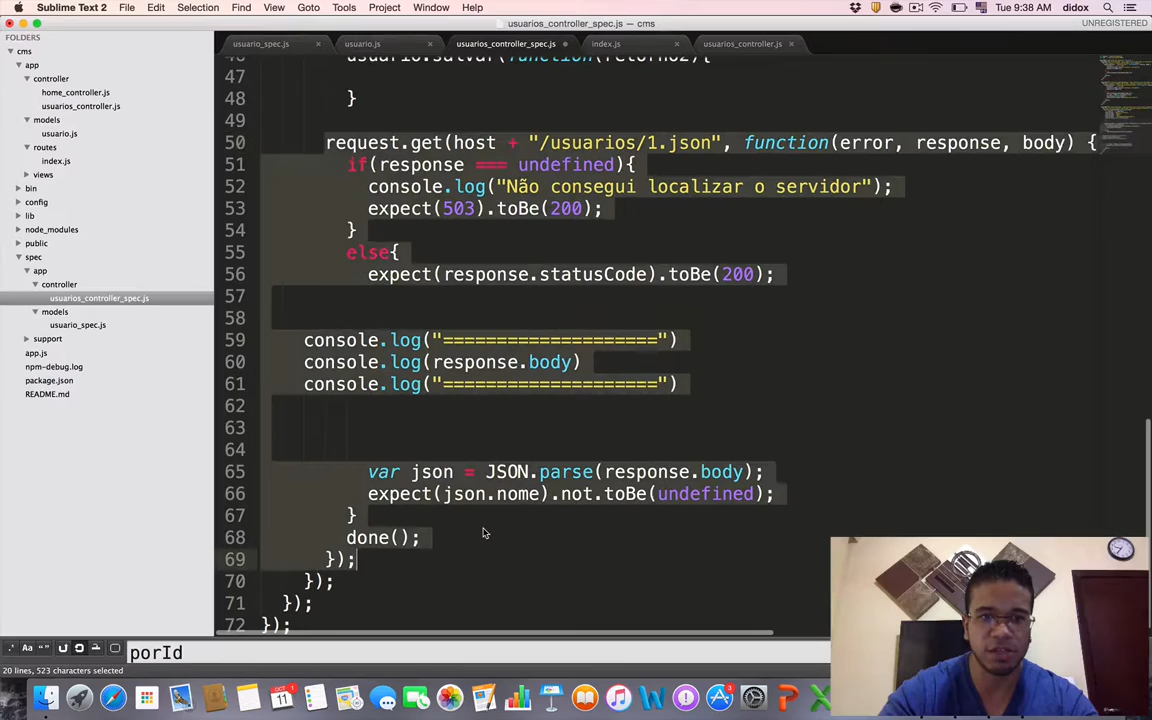 Sublime Text 2 File Edit Selection Find View Goto Tools Project Window Help
Tue 9:38 AM didox
usuarios_controller_spec.js — cms
UNREGISTERED
FOLDERS
cms
app
controller
home_controller.js
usuarios_controller.js
models
usuario.js
routes
index.js
views
bin
config
lib
node_modules
public
spec
app
controller
usuarios_controller_spec.js
models
usuario_spec.js
support
app.js
npm-debug.log
package.json
README.md
usuario_spec.js usuario.js usuarios_controller_spec.js index.js usuarios_controller.js
46 usuario.salvar(function(retorno2){
47
48 }
49
50 request.get(host + "/usuarios/1.json", function(error, response, body) {
51 if(response === undefined){
52 console.log("Não consegui localizar o servidor");
53 expect(503).toBe(200);
54 }
55 else{
56 expect(response.statusCode).toBe(200);
57
58
59 console.log("====================")
60 console.log(response.body)
61 console.log("====================")
62
63
64
65 var json = JSON.parse(response.body);
66 expect(json.nome).not.toBe(undefined);
67 }
68 done();
69 });
70 });
71 });
72 });
.* Aa “” porId
20 lines, 523 characters selected